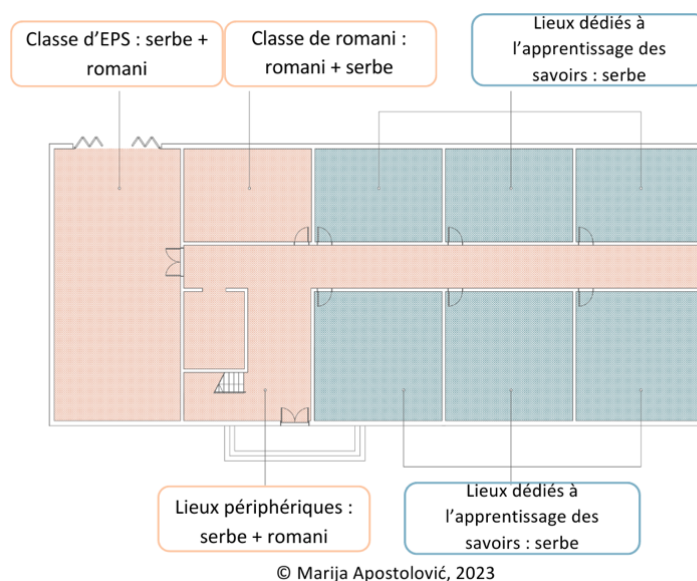 Classe d’EPS : serbe +
romani
Classe de romani :
romani + serbe
Lieux dédiés à
l’apprentissage des
savoirs : serbe
Lieux périphériques :
serbe + romani
Lieux dédiés à
l’apprentissage des
savoirs : serbe
© Marija Apostolović, 2023